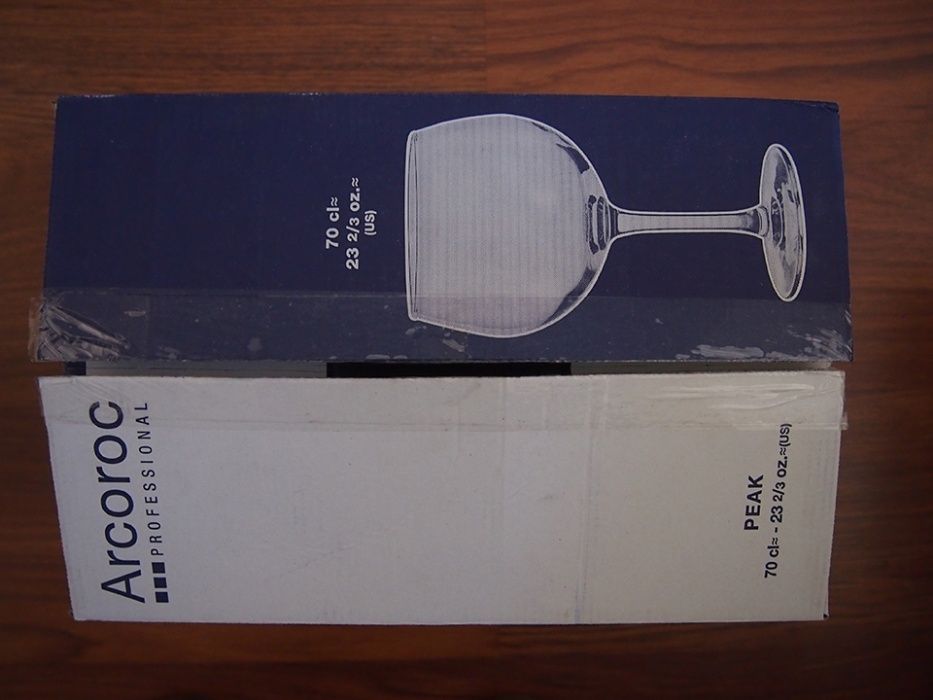 70 cl≈
23 2/3 oz.≈
(US)
Arcoroc
PROFESSIONAL
PEAK
70 cl≈ - 23 2/3 oz.≈(US)